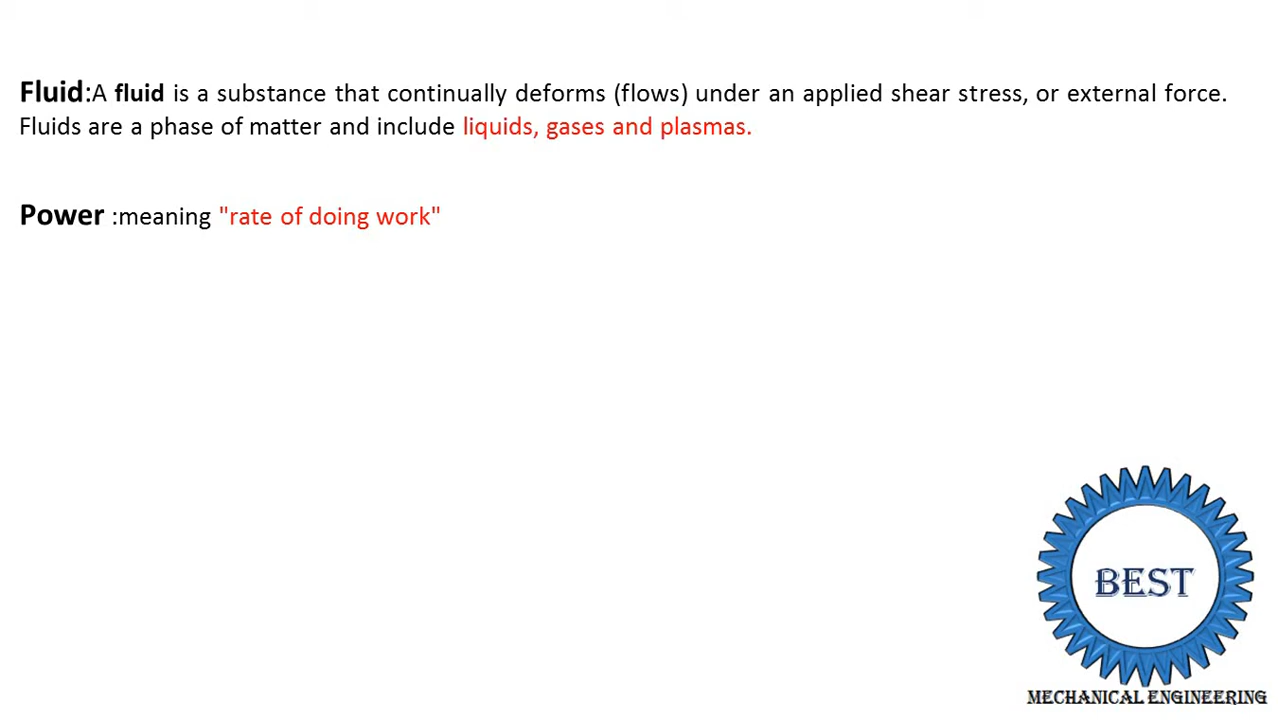 Fluid:A fluid is a substance that continually deforms (flows) under an applied shear stress, or external force.
Fluids are a phase of matter and include liquids, gases and plasmas.
Power :meaning "rate of doing work"
BEST
MECHANICAL ENGINEERING